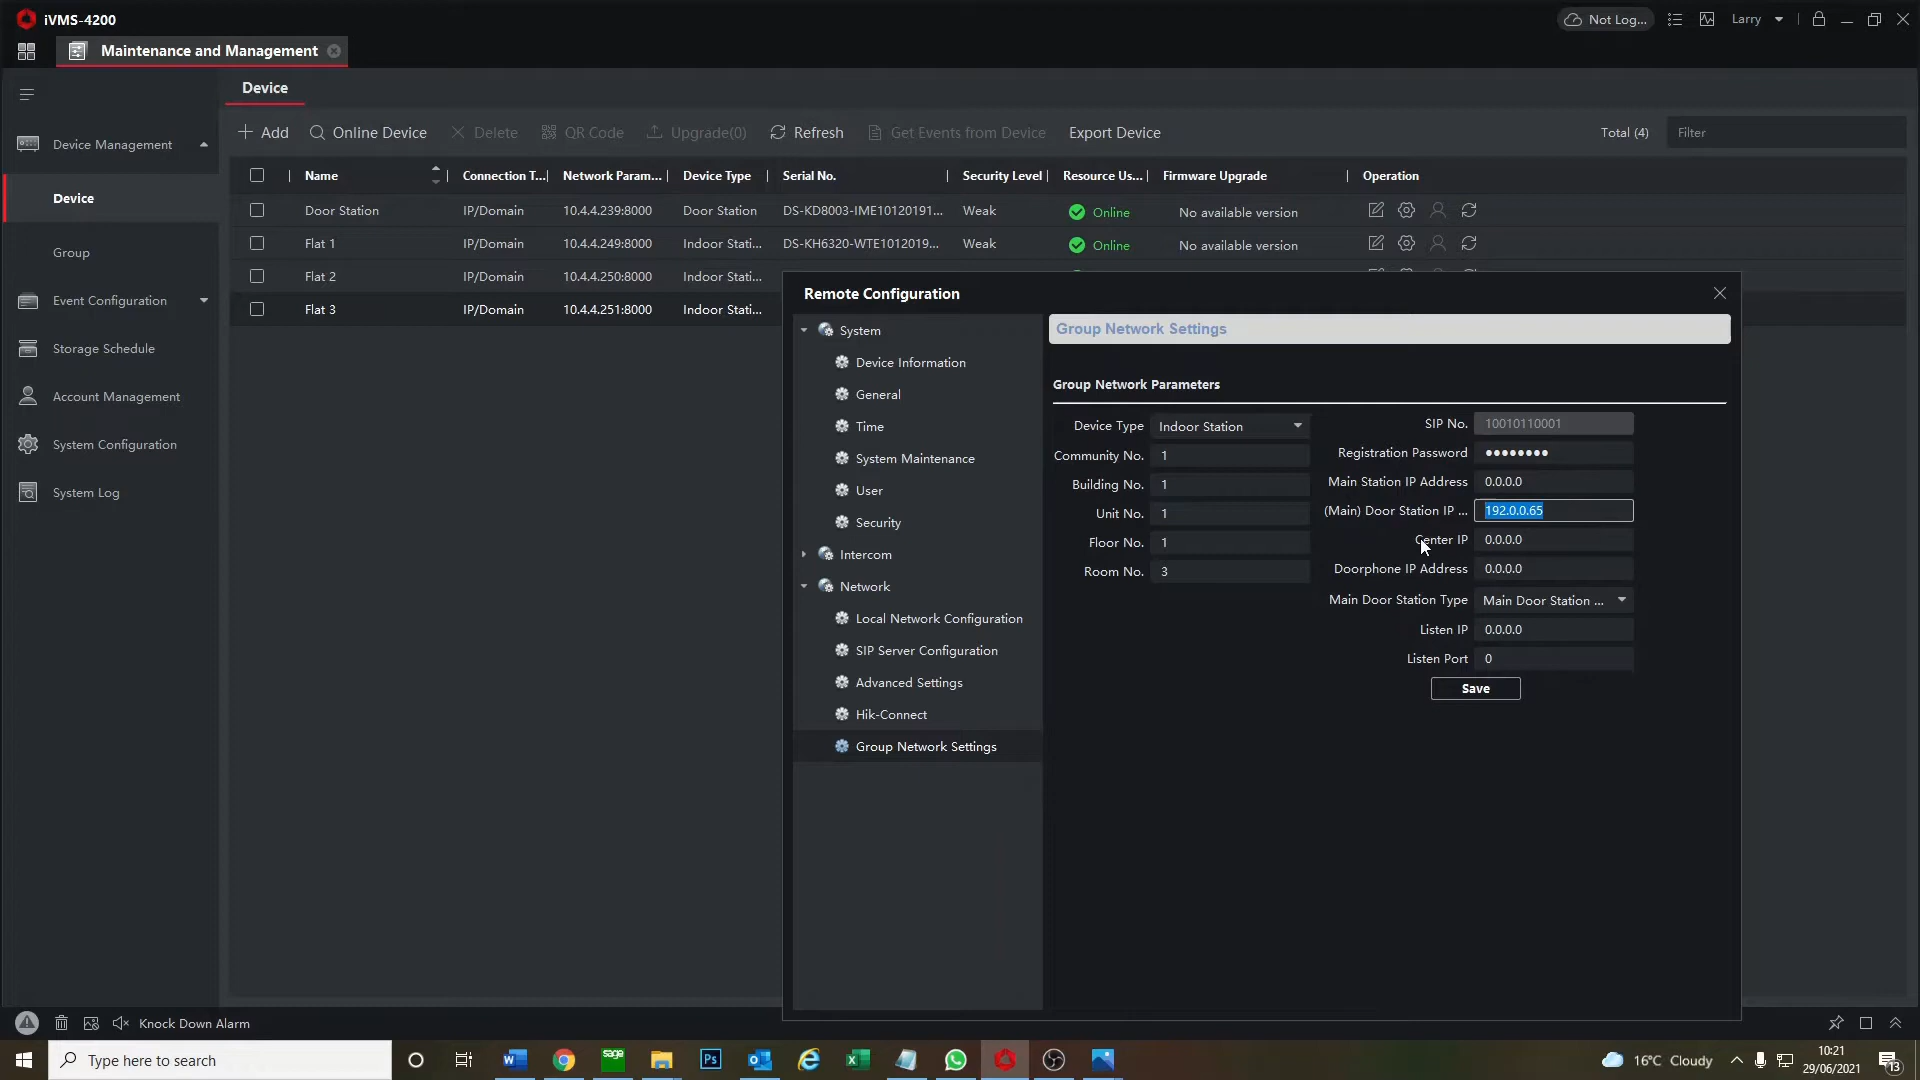 iVMS-4200
Not Log...
Larry
Maintenance and Management
Device
Add
Online Device
Delete
QR Code
Upgrade(0)
Refresh
Get Events from Device
Export Device
Total (4)
Filter
Device Management
Device
Group
Event Configuration
Storage Schedule
Account Management
System Configuration
System Log
Name
Connection T...
Network Param...
Device Type
Serial No.
Security Level
Resource Us...
Firmware Upgrade
Operation
Door Station IP/Domain 10.4.4.239:8000 Door Station DS-KD8003-IME10120191... Weak Online No available version
Flat 1 IP/Domain 10.4.4.249:8000 Indoor Stati... DS-KH6320-WTE1012019... Weak Online No available version
Flat 2 IP/Domain 10.4.4.250:8000 Indoor Stati...
Flat 3 IP/Domain 10.4.4.251:8000 Indoor Stati...
Remote Configuration
System
Device Information
General
Time
System Maintenance
User
Security
Intercom
Network
Local Network Configuration
SIP Server Configuration
Advanced Settings
Hik-Connect
Group Network Settings
Group Network Settings
Group Network Parameters
Device Type Indoor Station
Community No. 1
Building No. 1
Unit No. 1
Floor No. 1
Room No. 3
SIP No. 10010110001
Registration Password ●●●●●●●●
Main Station IP Address 0.0.0.0
(Main) Door Station IP ... 192.0.0.65
Center IP 0.0.0.0
Doorphone IP Address 0.0.0.0
Main Door Station Type Main Door Station ...
Listen IP 0.0.0.0
Listen Port 0
Save
Knock Down Alarm
Type here to search
sage
Ps
16°C Cloudy
10:21
29/06/2021
13